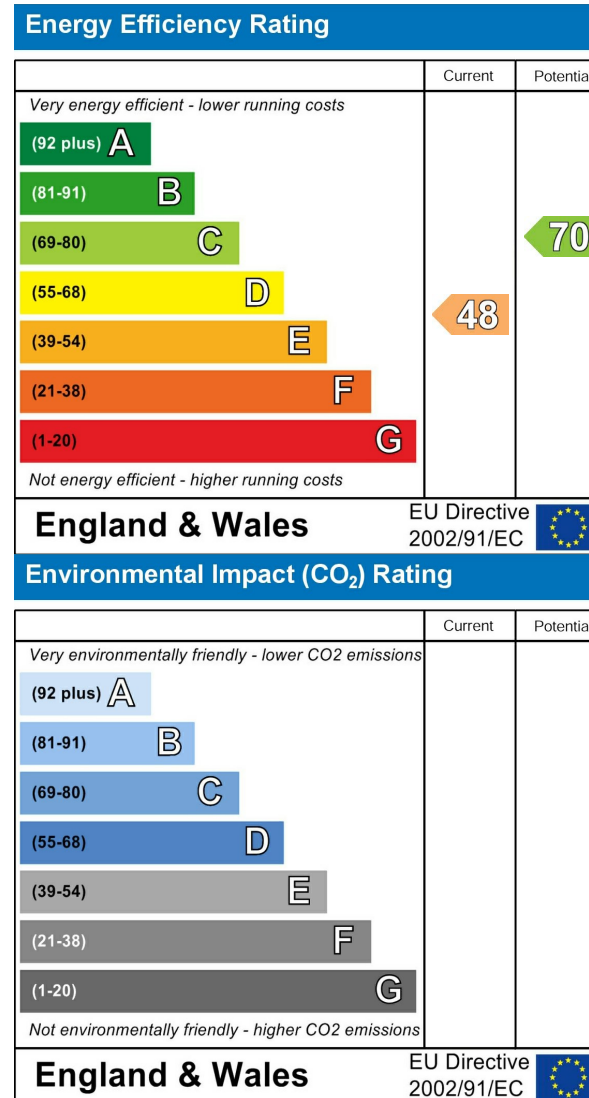 Energy Efficiency Rating
Current Potentia
Very energy efficient - lower running costs
(92 plus) A
(81-91) B
(69-80) C
70
(55-68) D
48
(39-54) E
(21-38) F
(1-20) G
Not energy efficient - higher running costs
England & Wales
EU Directive
2002/91/EC
Environmental Impact (CO₂) Rating
Current Potentia
Very environmentally friendly - lower CO2 emissions
(92 plus) A
(81-91) B
(69-80) C
(55-68) D
(39-54) E
(21-38) F
(1-20) G
Not environmentally friendly - higher CO2 emissions
England & Wales
EU Directive
2002/91/EC